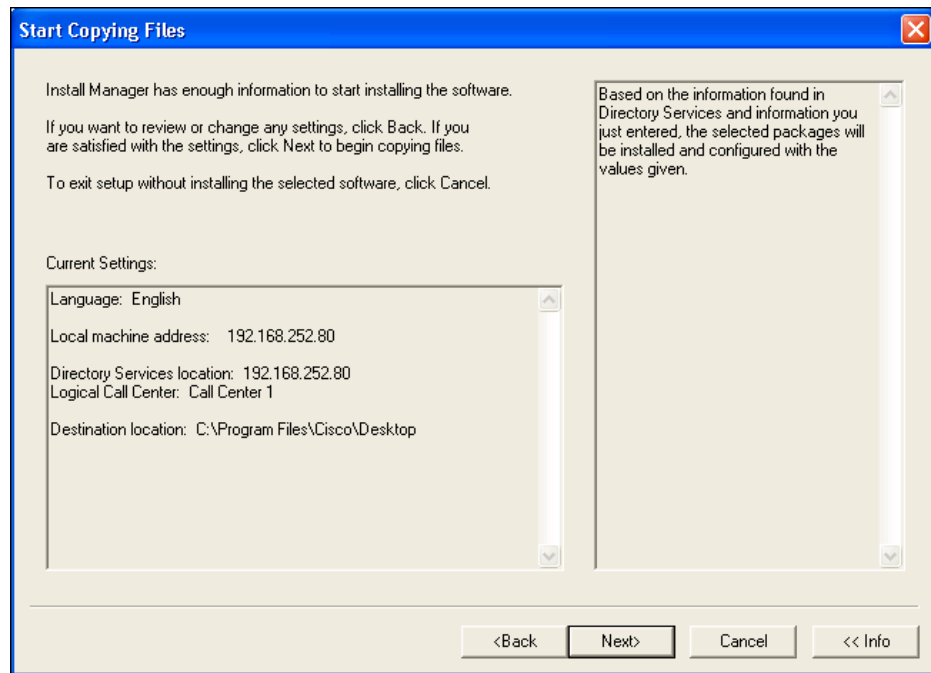 Start Copying Files
Install Manager has enough information to start installing the software.
If you want to review or change any settings, click Back. If you
are satisfied with the settings, click Next to begin copying files.
To exit setup without installing the selected software, click Cancel.
Current Settings:
Language: English
Local machine address: 192.168.252.80
Directory Services location: 192.168.252.80
Logical Call Center: Call Center 1
Destination location: C:\Program Files\Cisco\Desktop
Based on the information found in
Directory Services and information you
just entered, the selected packages will
be installed and configured with the
values given.
<Back
Next>
Cancel
<< Info